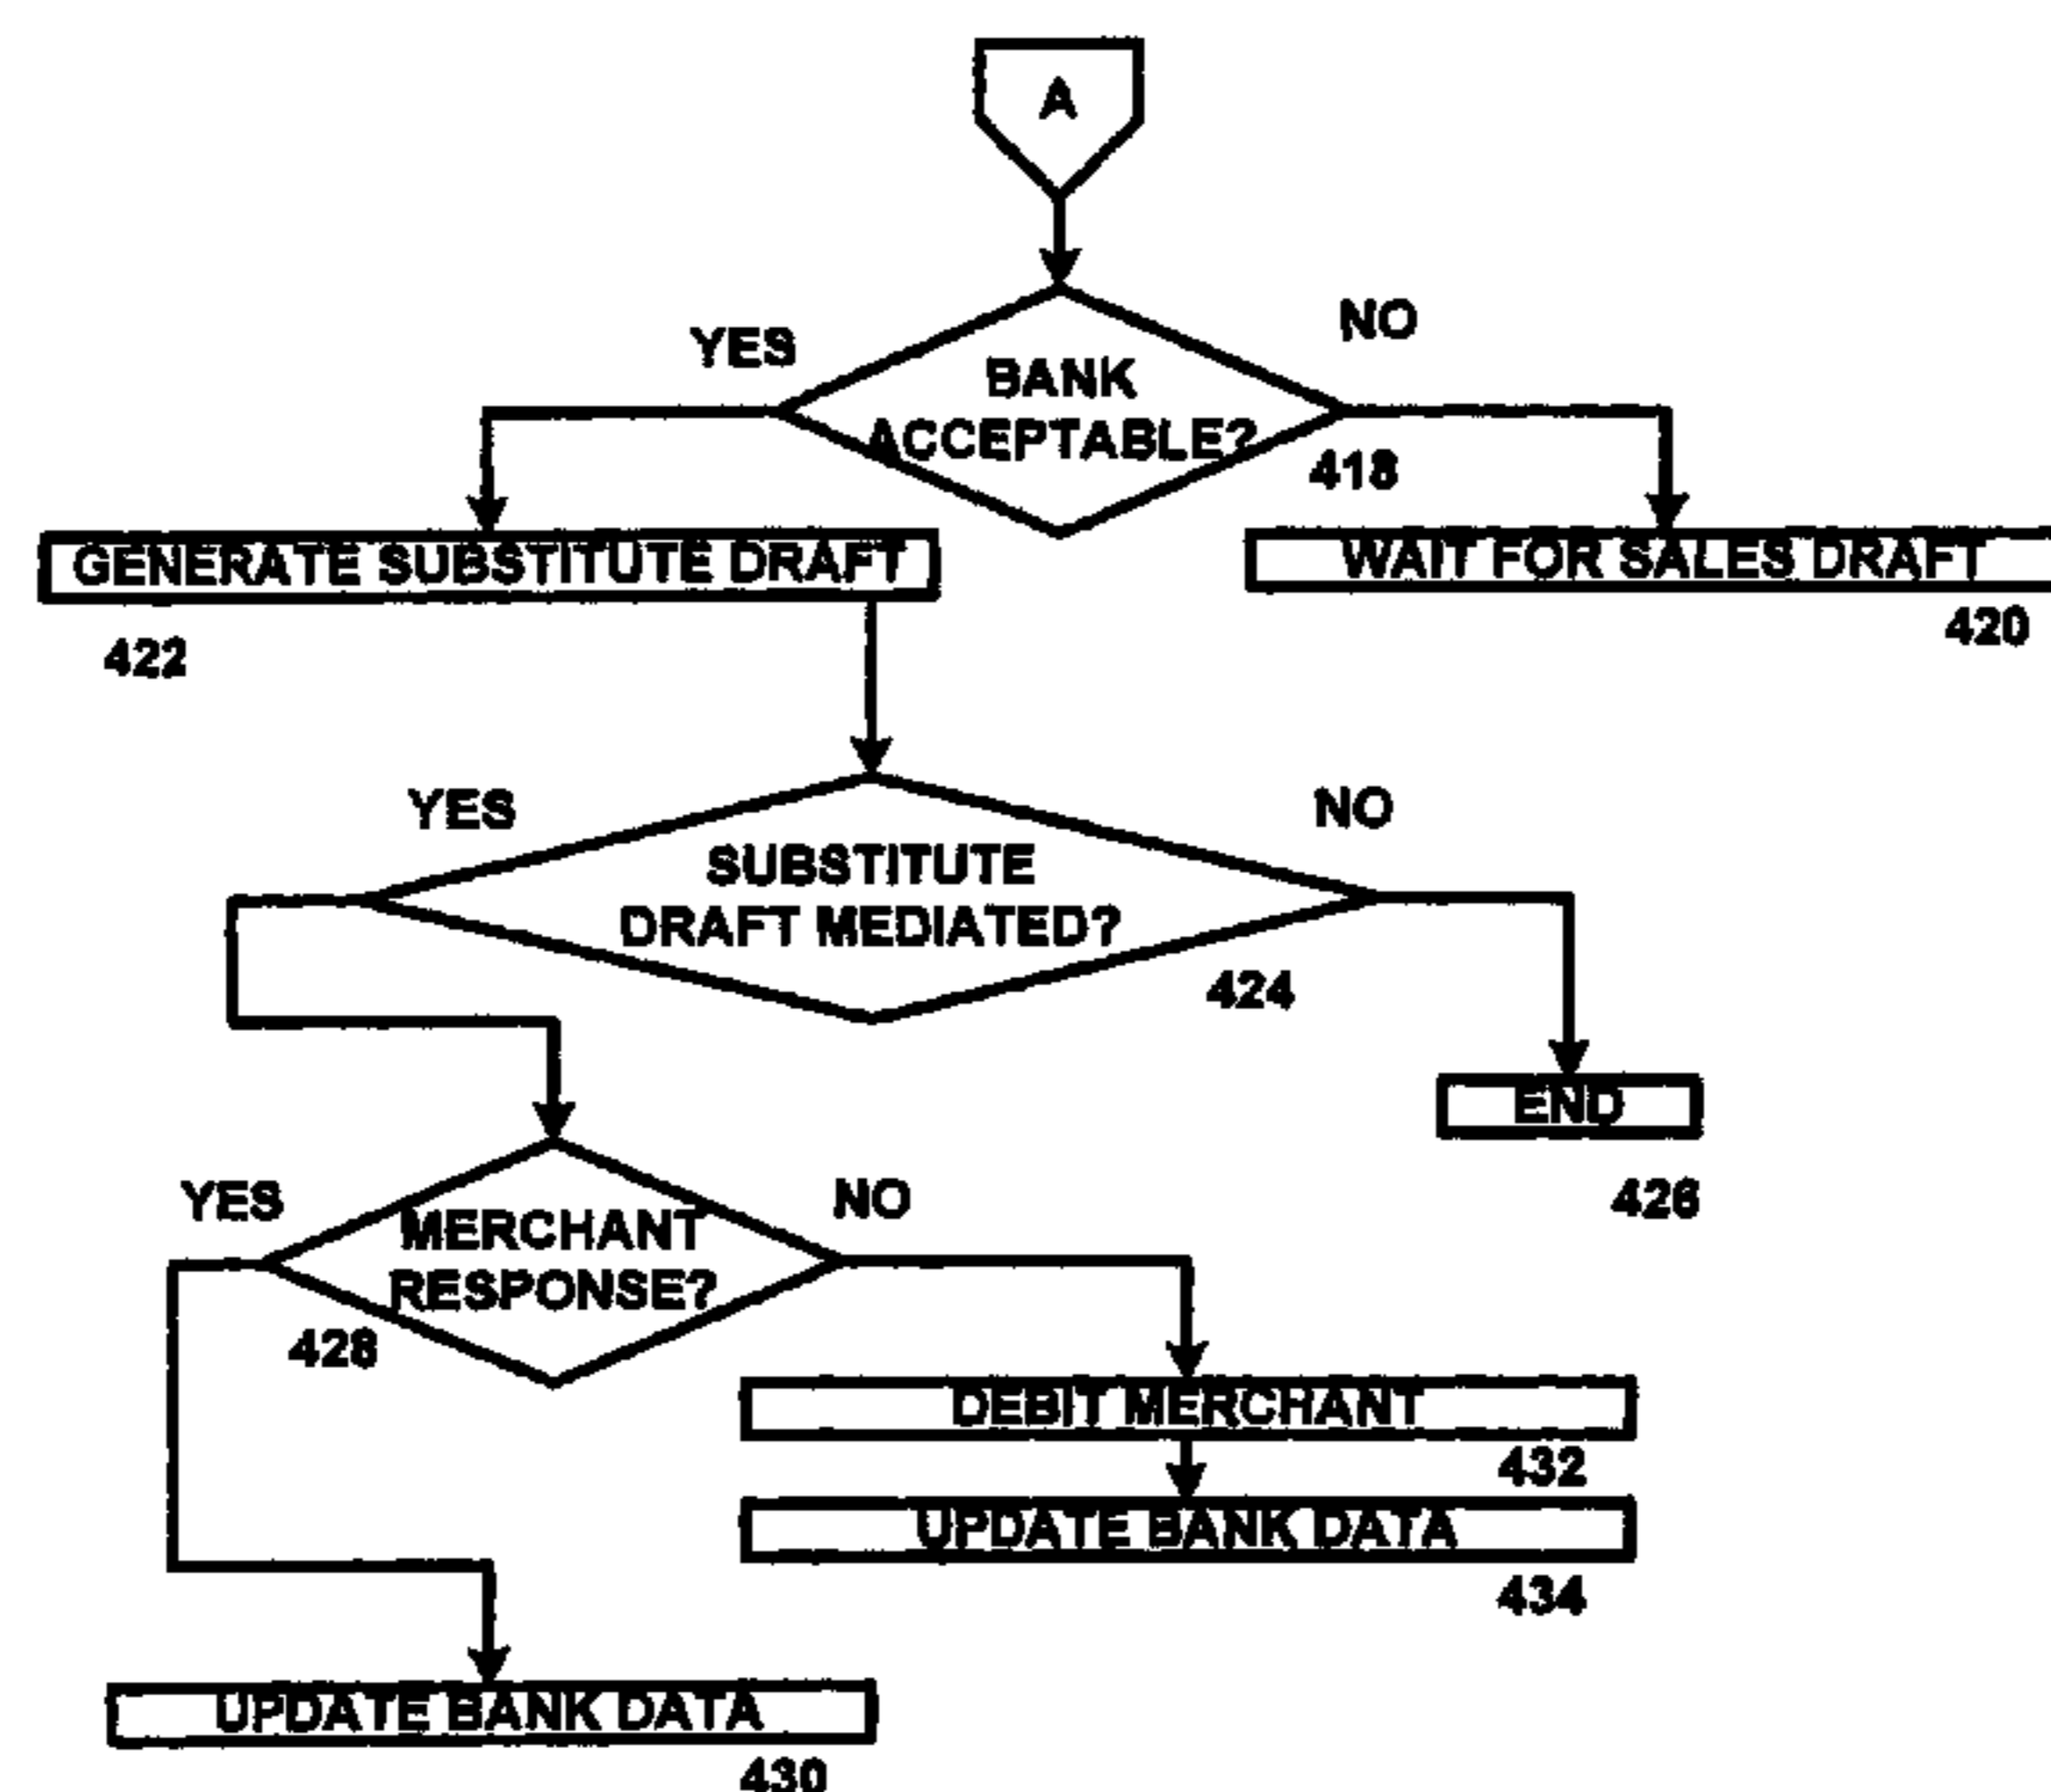 A
YES
NO
BANK
ACCEPTABLE?
418
GENERATE SUBSTITUTE DRAFT
WAIT FOR SALES DRAFT
422
420
YES
NO
SUBSTITUTE
DRAFT MEDIATED?
424
END
426
YES
NO
MERCHANT
RESPONSE?
428
DEBIT MERCHANT
432
UPDATE BANK DATA
434
UPDATE BANK DATA
430